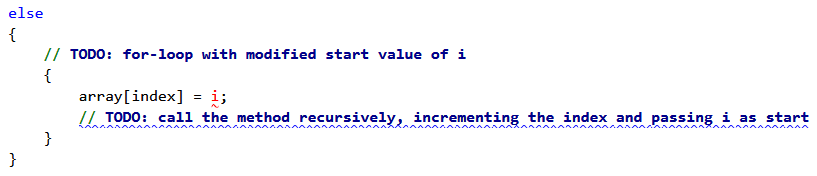 else
{
// TODO: for-loop with modified start value of i
{
array[index] = i;
// TODO: call the method recursively, incrementing the index and passing i as start
}
}